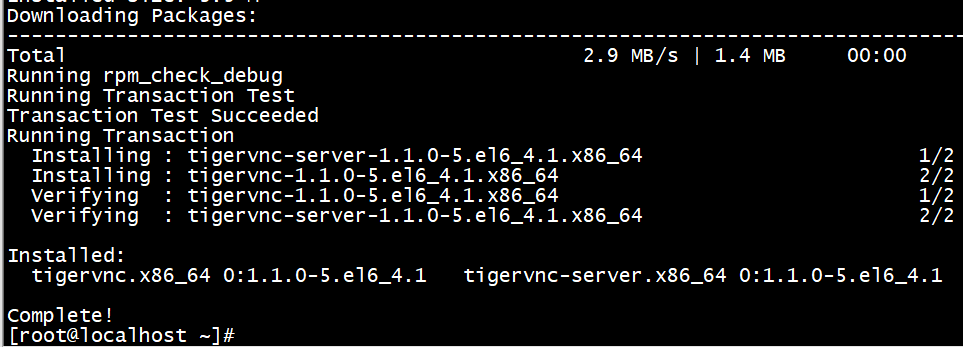 Downloading Packages:
--------------------------------------------------------------------------------
Total 2.9 MB/s | 1.4 MB 00:00
Running rpm_check_debug
Running Transaction Test
Transaction Test Succeeded
Running Transaction
Installing : tigervnc-server-1.1.0-5.el6_4.1.x86_64 1/2
Installing : tigervnc-1.1.0-5.el6_4.1.x86_64 2/2
Verifying : tigervnc-1.1.0-5.el6_4.1.x86_64 1/2
Verifying : tigervnc-server-1.1.0-5.el6_4.1.x86_64 2/2
Installed:
tigervnc.x86_64 0:1.1.0-5.el6_4.1 tigervnc-server.x86_64 0:1.1.0-5.el6_4.1
Complete!
[root@localhost ~]#